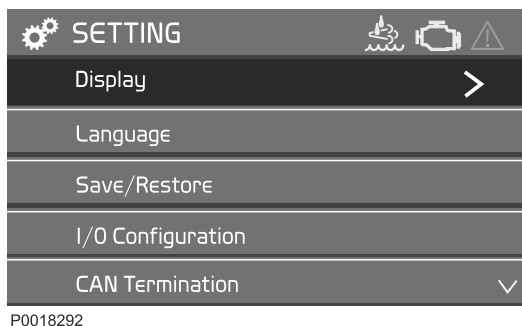 SETTING
Display
Language
Save/Restore
I/O Configuration
CAN Termination
P0018292